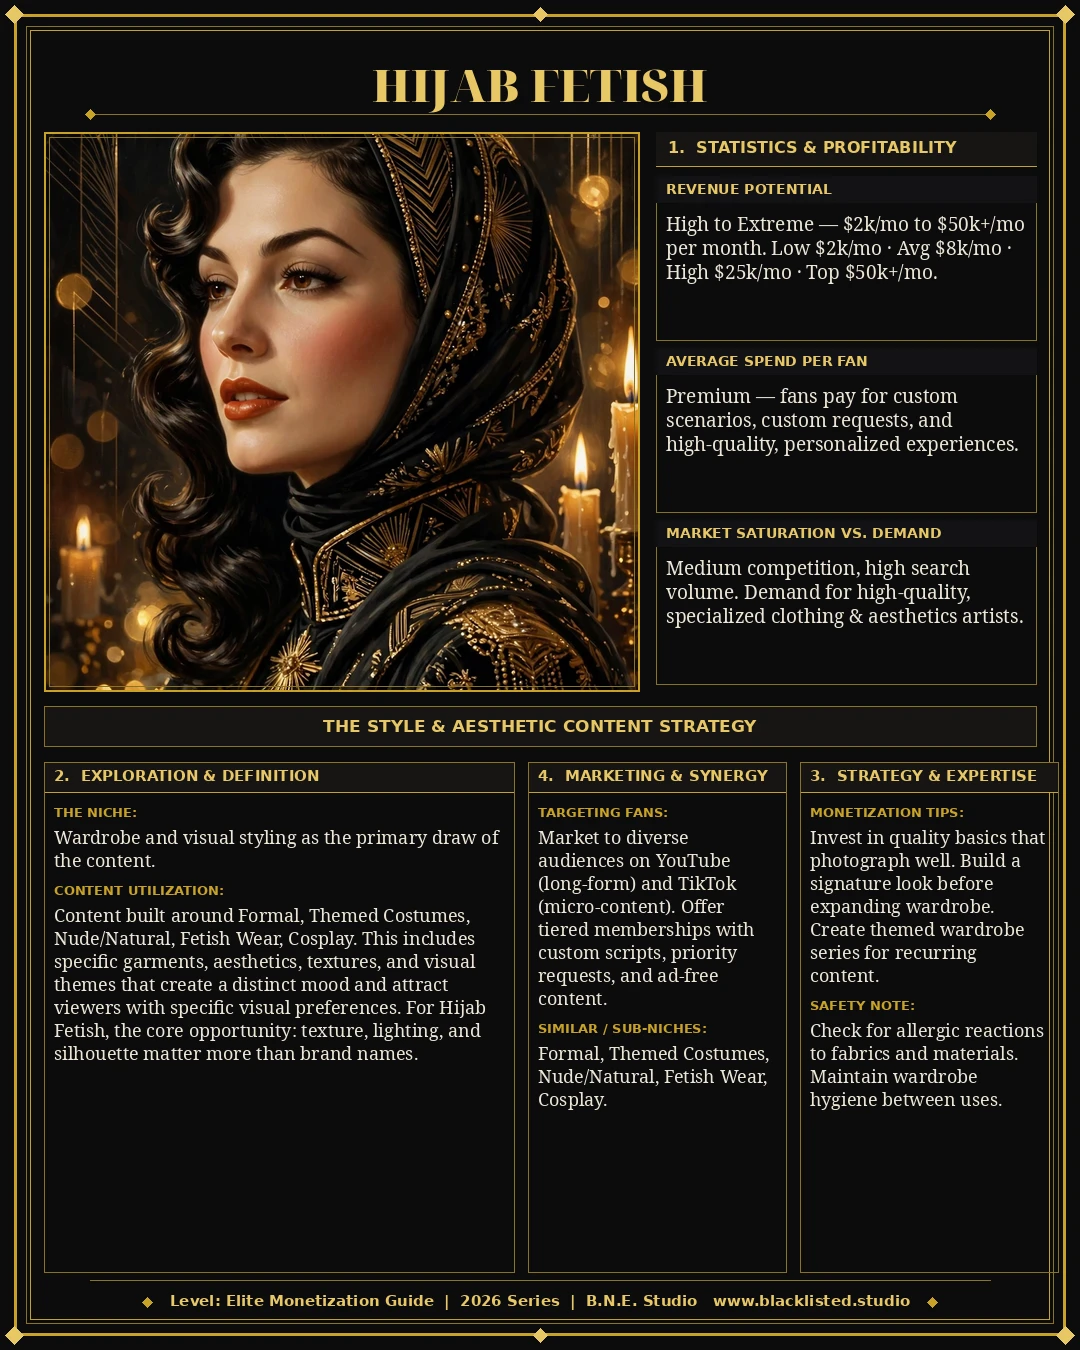 HIJAB FETISH
1. STATISTICS & PROFITABILITY
REVENUE POTENTIAL
High to Extreme — $2k/mo to $50k+/mo
per month. Low $2k/mo · Avg $8k/mo ·
High $25k/mo · Top $50k+/mo.
AVERAGE SPEND PER FAN
Premium — fans pay for custom
scenarios, custom requests, and
high-quality, personalized experiences.
MARKET SATURATION VS. DEMAND
Medium competition, high search
volume. Demand for high-quality,
specialized clothing & aesthetics artists.
THE STYLE & AESTHETIC CONTENT STRATEGY
2. EXPLORATION & DEFINITION
THE NICHE:
Wardrobe and visual styling as the primary draw of
the content.
CONTENT UTILIZATION:
Content built around Formal, Themed Costumes,
Nude/Natural, Fetish Wear, Cosplay. This includes
specific garments, aesthetics, textures, and visual
themes that create a distinct mood and attract
viewers with specific visual preferences. For Hijab
Fetish, the core opportunity: texture, lighting, and
silhouette matter more than brand names.
4. MARKETING & SYNERGY
TARGETING FANS:
Market to diverse
audiences on YouTube
(long-form) and TikTok
(micro-content). Offer
tiered memberships with
custom scripts, priority
requests, and ad-free
content.
SIMILAR / SUB-NICHES:
Formal, Themed Costumes,
Nude/Natural, Fetish Wear,
Cosplay.
3. STRATEGY & EXPERTISE
MONETIZATION TIPS:
Invest in quality basics that
photograph well. Build a
signature look before
expanding wardrobe.
Create themed wardrobe
series for recurring
content.
SAFETY NOTE:
Check for allergic reactions
to fabrics and materials.
Maintain wardrobe
hygiene between uses.
Level: Elite Monetization Guide | 2026 Series | B.N.E. Studio www.blacklisted.studio